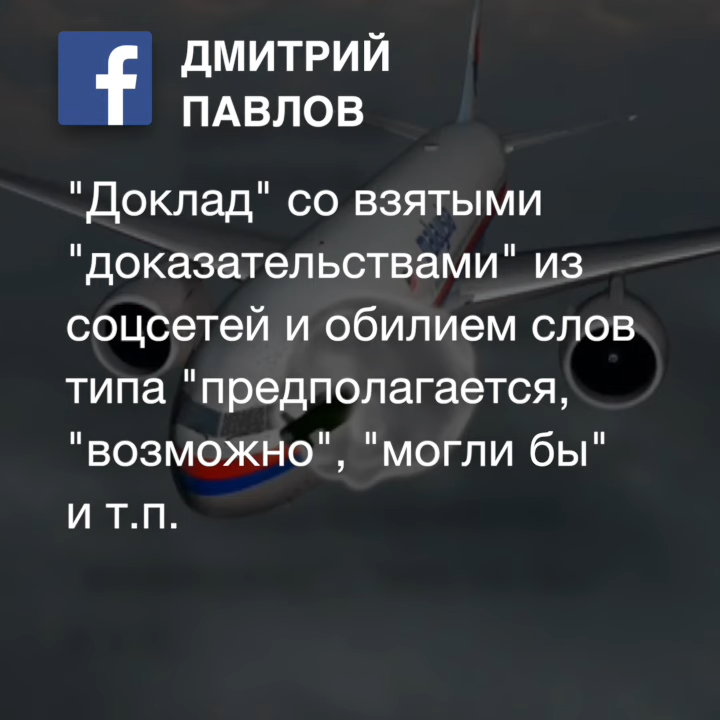 ДМИТРИЙ
ПАВЛОВ
"Доклад" со взятыми
"доказательствами" из
соцсетей и обилием слов
типа "предполагается,
"возможно", "могли бы"
и т.п.